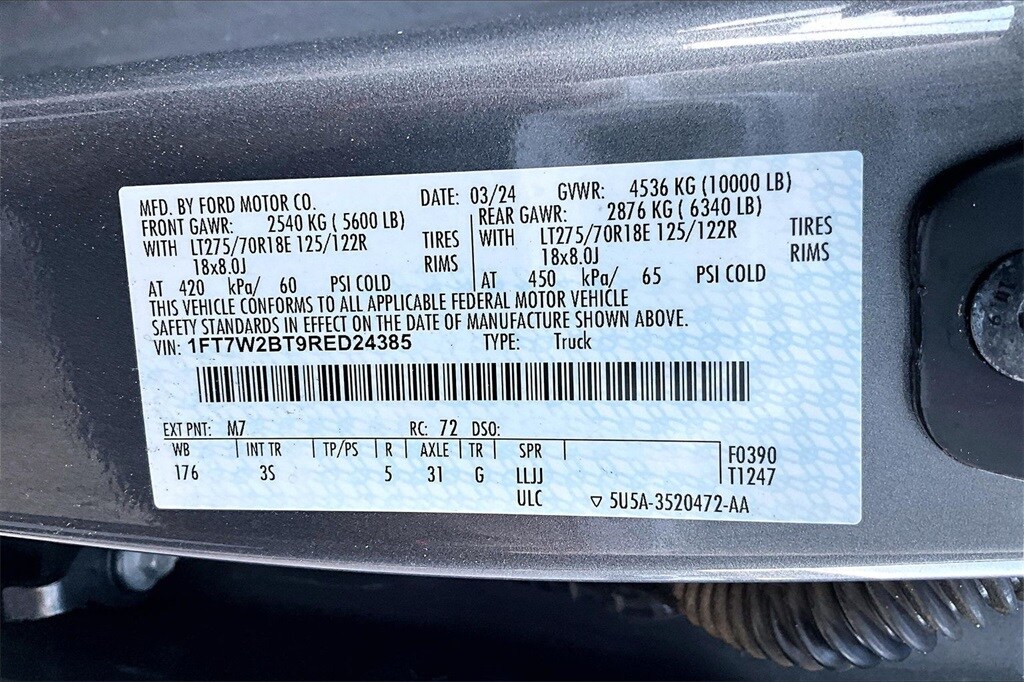 MFD. BY FORD MOTOR CO. DATE: 03/24 GVWR: 4536 KG (10000 LB)
FRONT GAWR: 2540 KG ( 5600 LB) REAR GAWR: 2876 KG ( 6340 LB)
WITH LT275/70R18E 125/122R TIRES WITH LT275/70R18E 125/122R TIRES
18x8.0J RIMS 18x8.0J RIMS
AT 420 kPa/ 60 PSI COLD AT 450 kPa/ 65 PSI COLD
THIS VEHICLE CONFORMS TO ALL APPLICABLE FEDERAL MOTOR VEHICLE
SAFETY STANDARDS IN EFFECT ON THE DATE OF MANUFACTURE SHOWN ABOVE.
VIN: 1FT7W2BT9RED24385 TYPE: Truck
EXT PNT: M7 RC: 72 DSO:
WB INT TR TP/PS R AXLE TR SPR F0390
176 3S 5 31 G LLJJ T1247
ULC ▽ 5U5A-3520472-AA